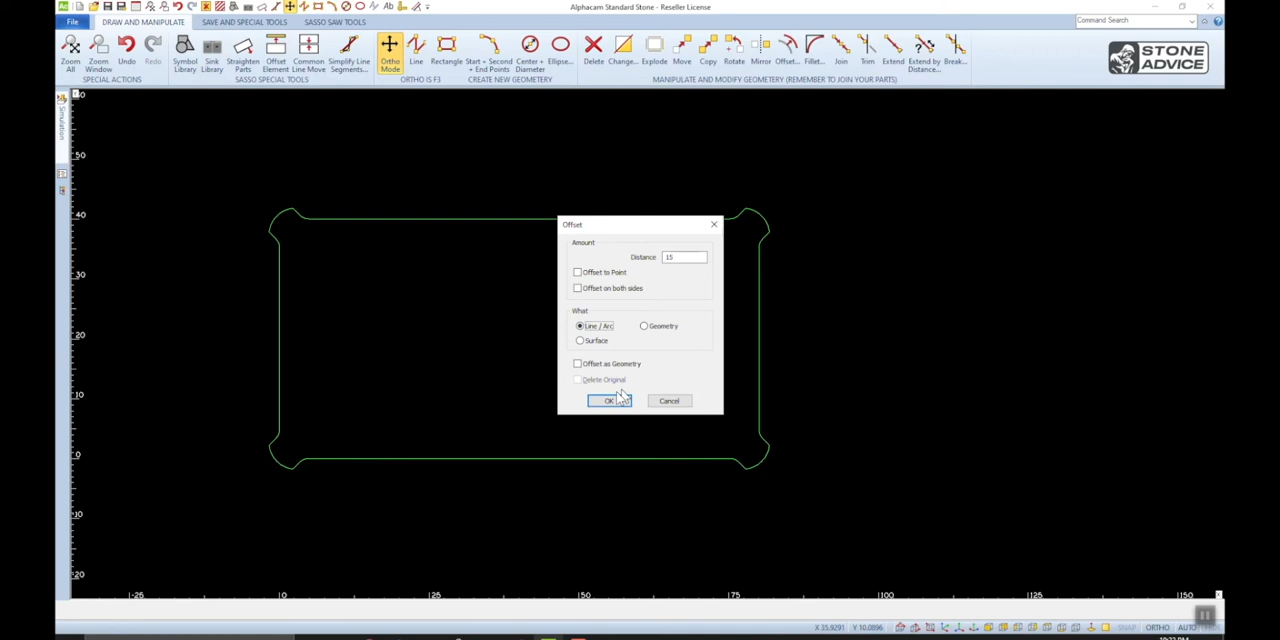 Alphacam Standard Stone - Reseller License
File
DRAW AND MANIPULATE
SAVE AND SPECIAL TOOLS
SASSO SAW TOOLS
Command Search
Zoom All
Zoom Window
Undo
Redo
Symbol Library
Sink Library
Straighten Parts
Offset Element
Common Line Move
Simplify Line Segments...
Ortho Mode
Line
Rectangle
Start + Second + End Points
Center + Diameter
Ellipse...
Delete
Change...
Explode
Move
Copy
Rotate
Mirror
Offset...
Fillet...
Join
Trim
Extend
Extend by Distance...
Break...
STONE ADVICE
SPECIAL ACTIONS
SASSO SPECIAL TOOLS
ORTHO IS F3
CREATE NEW GEOMETRY
MANIPULATE AND MODIFY GEOMETRY (REMEMBER TO JOIN YOUR PARTS)
Simulation
50
40
30
20
10
0
10
20
Offset
Amount
Distance 15
Offset to Point
Offset on both sides
What
Line / Arc
Geometry
Surface
Offset as Geometry
Delete Original
OK
Cancel
-25
0
25
50
75
100
150
X 35.9291 Y 10.0896
SNAP
ORTHO